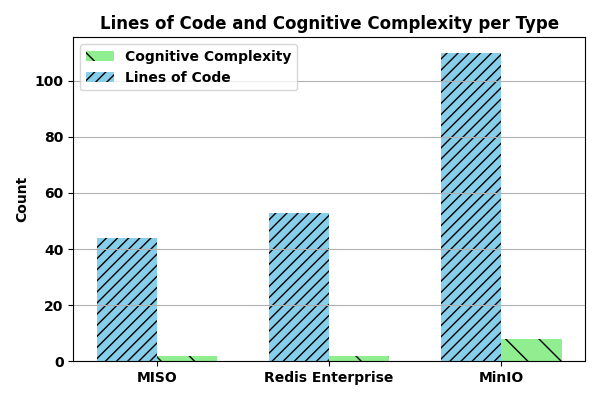 Lines of Code and Cognitive Complexity per Type
Cognitive Complexity
Lines of Code
Count
100
80
60
40
20
0
MISO
Redis Enterprise
MinIO